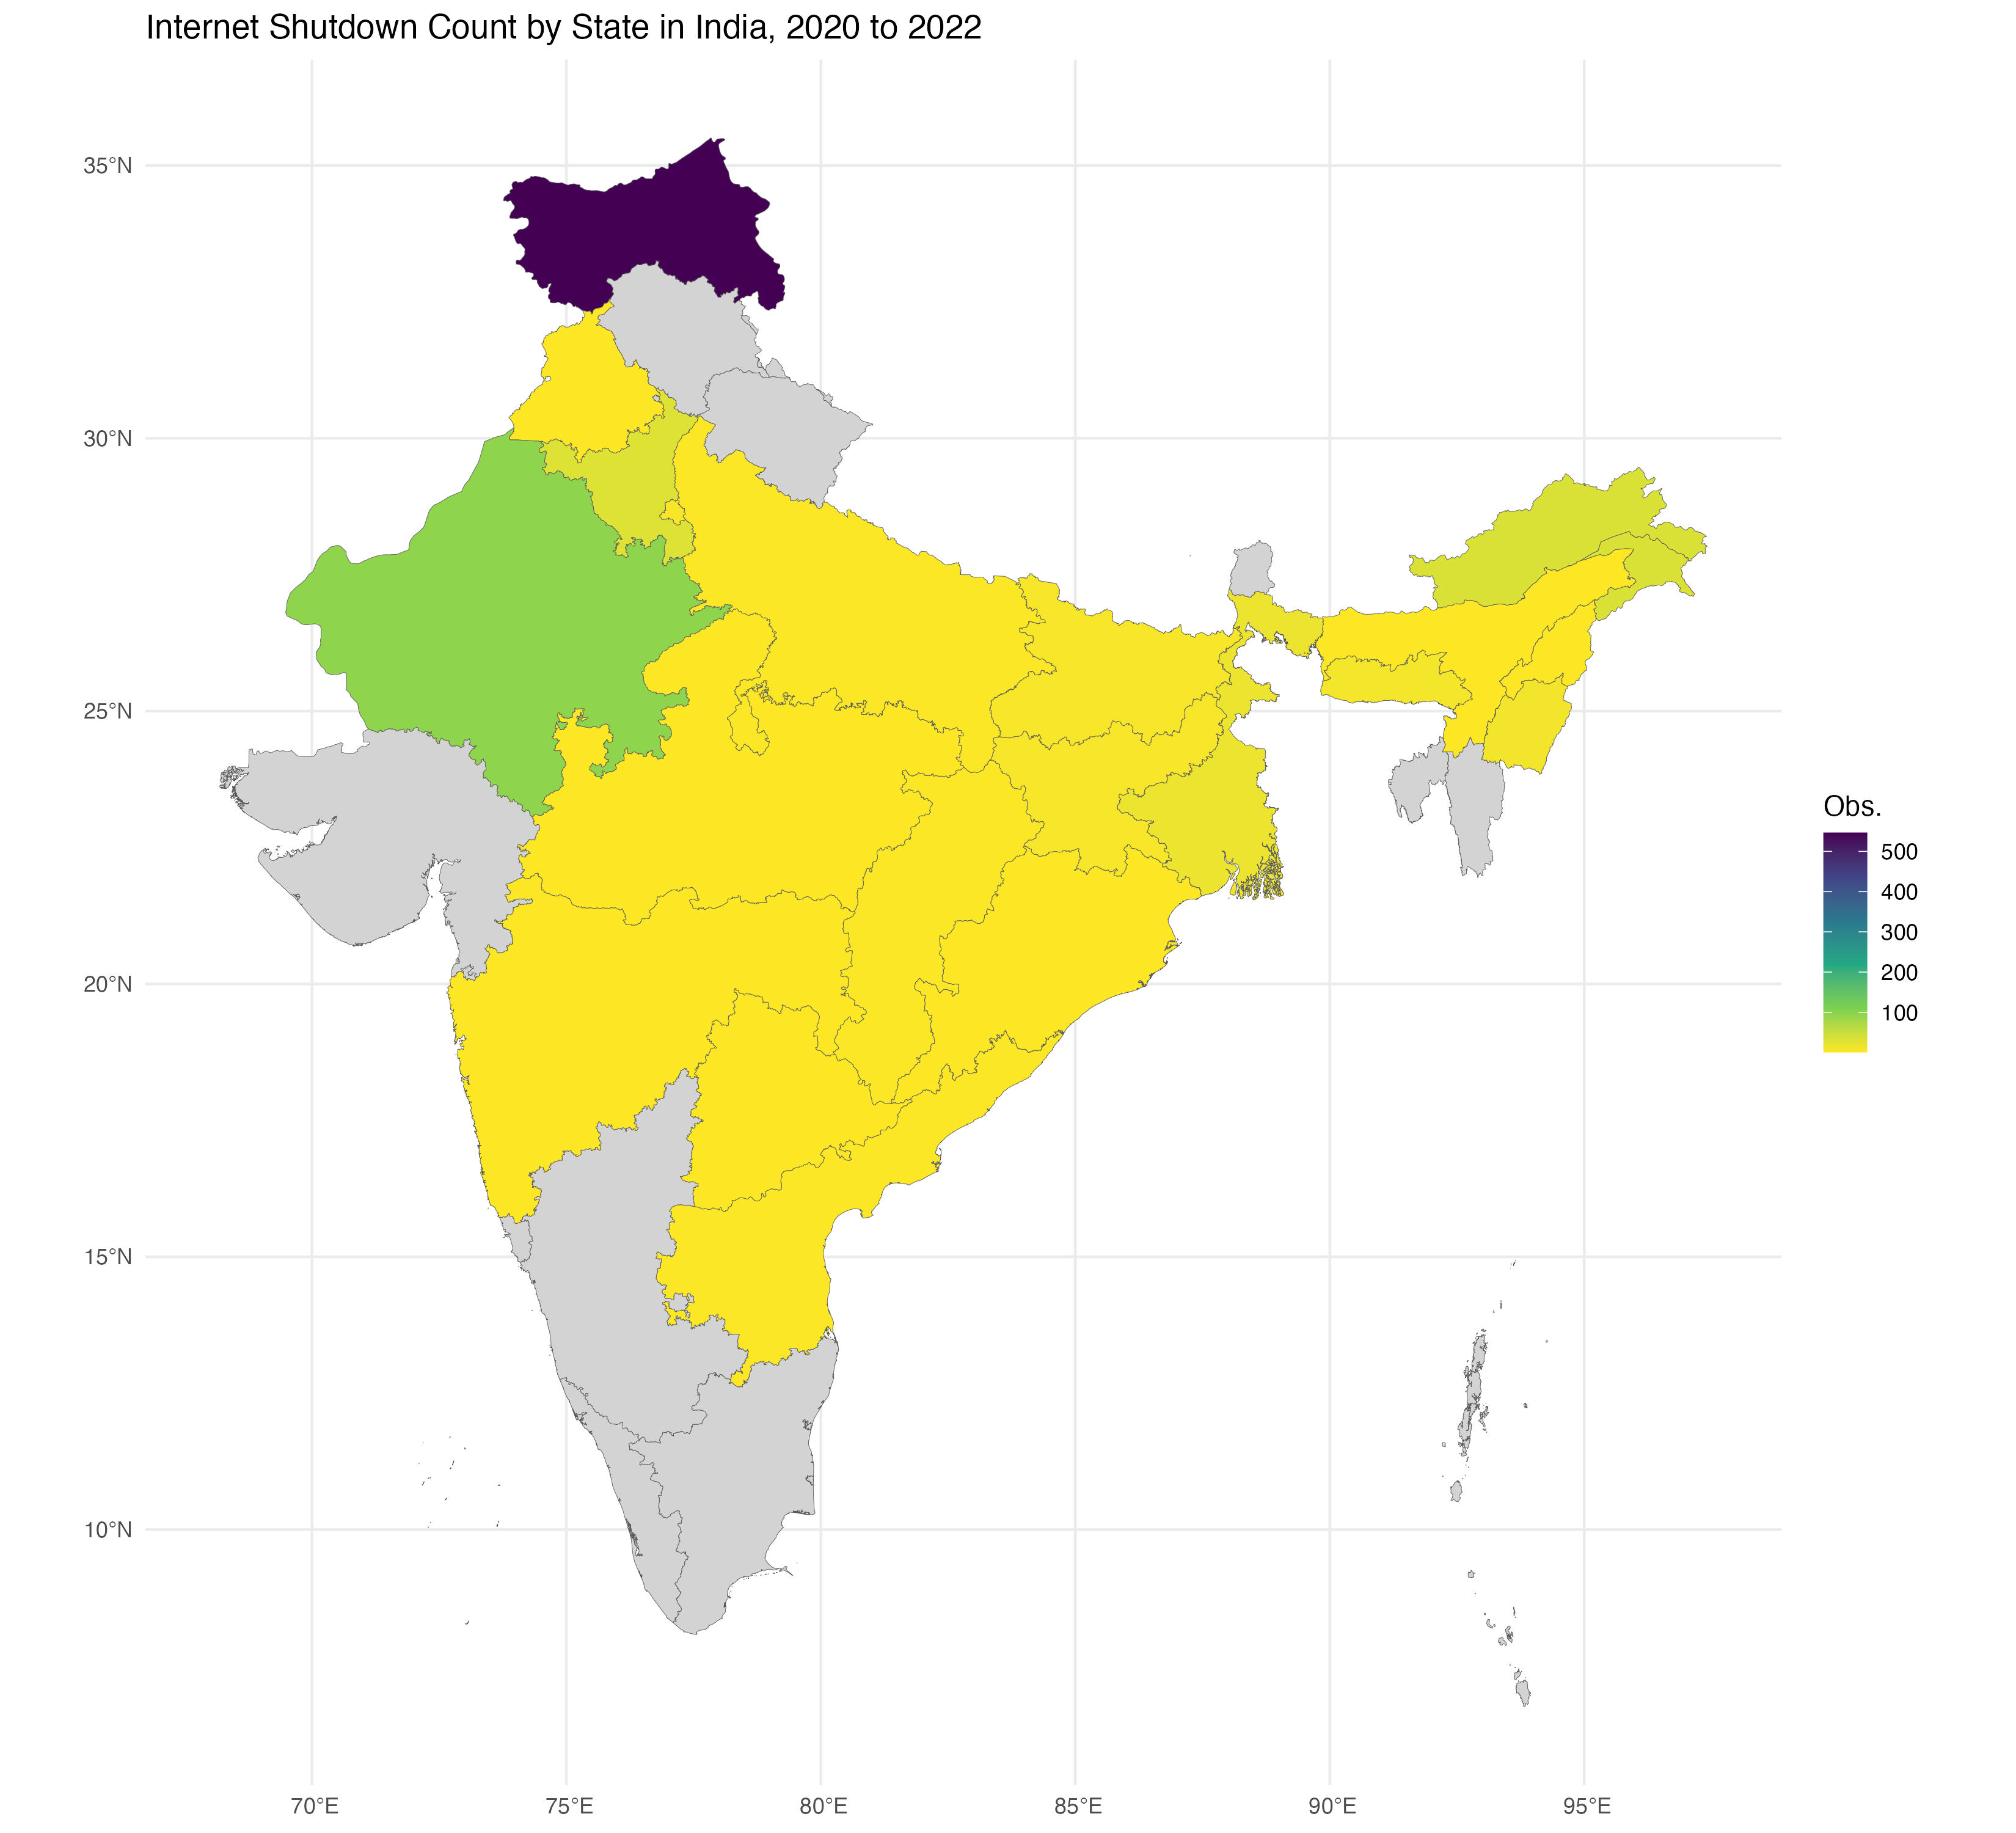 Internet Shutdown Count by State in India, 2020 to 2022
35°N
30°N
25°N
20°N
15°N
10°N
70°E 75°E 80°E 85°E 90°E 95°E
Obs.
500
400
300
200
100